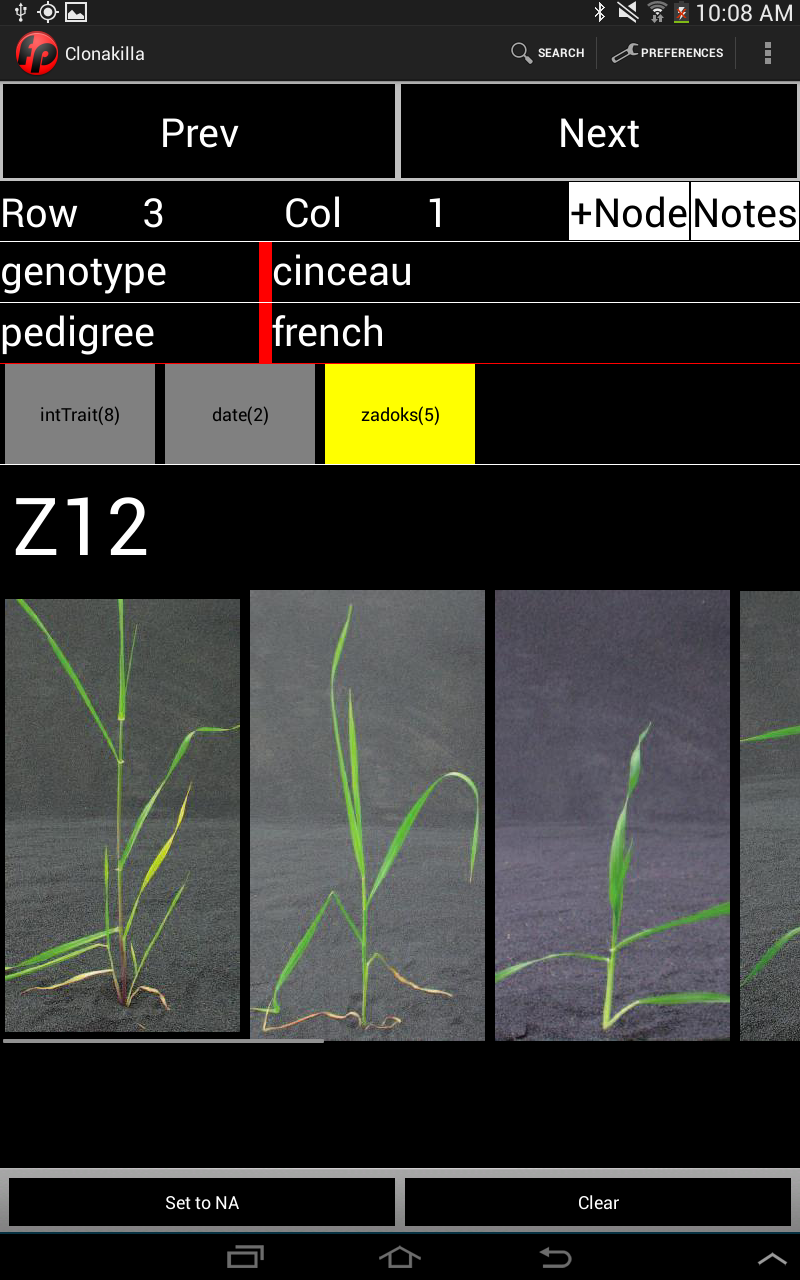 10:08 AM
fp Clonakilla SEARCH PREFERENCES
Prev Next
Row 3 Col 1 +Node Notes
genotype cinceau
pedigree french
intTrait(8) date(2) zadoks(5)
Z12
Set to NA Clear